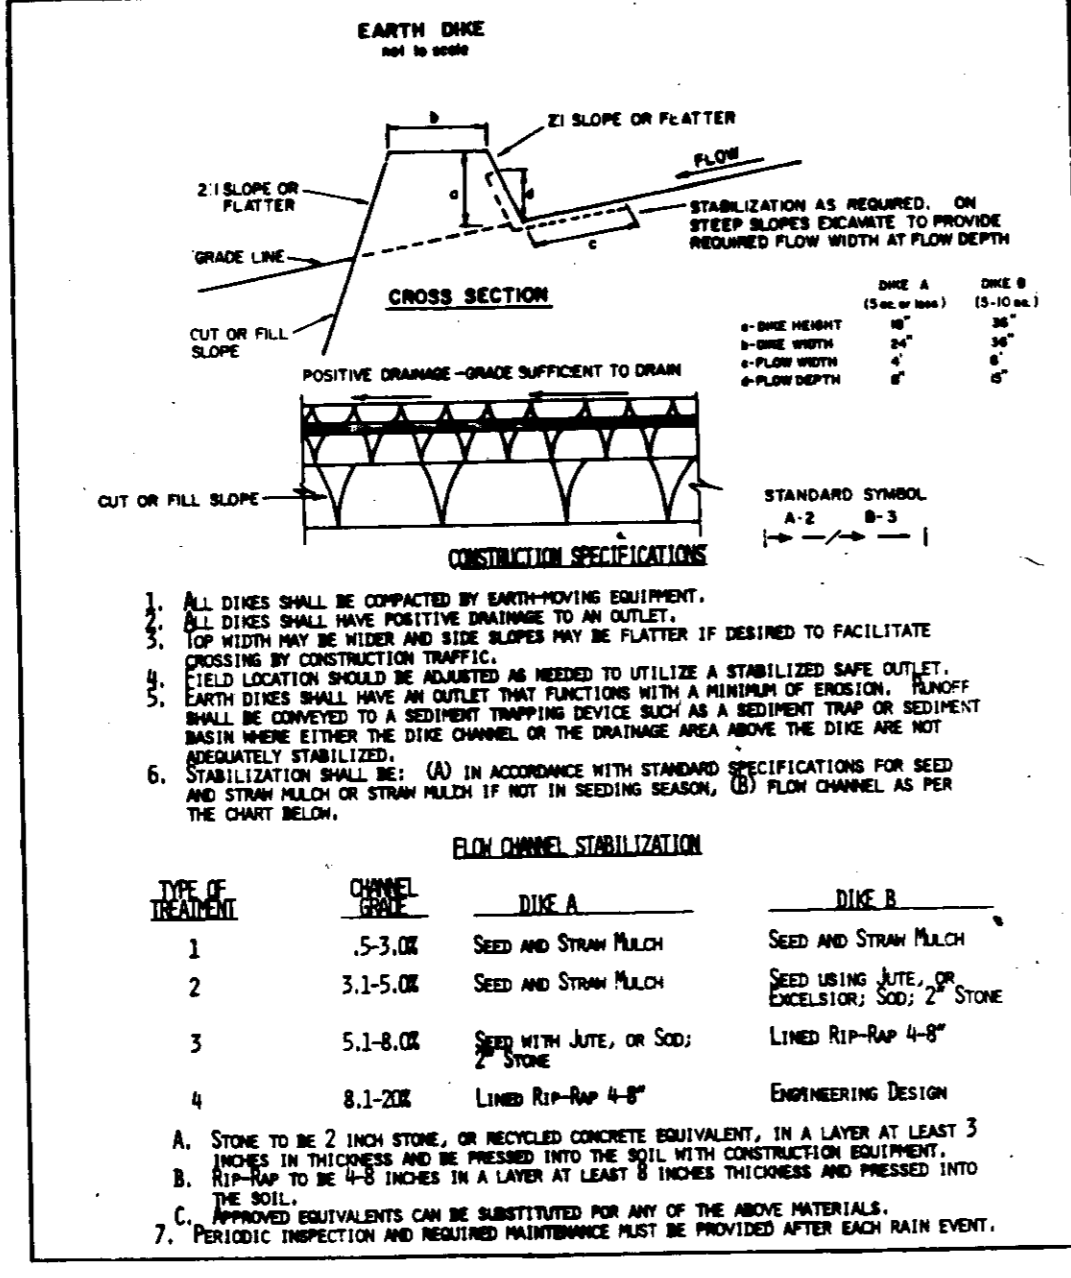 EARTH DIKE
not to scale
b
2:1 SLOPE OR FLATTER
FLOW
a
d
2:1 SLOPE OR
FLATTER
STABILIZATION AS REQUIRED. ON
STEEP SLOPES EXCAVATE TO PROVIDE
REQUIRED FLOW WIDTH AT FLOW DEPTH
c
GRADE LINE
CROSS SECTION
CUT OR FILL
SLOPE
DIKE A DIKE B
(5 ac. or less) (5-10 ac.)
a-DIKE HEIGHT 18" 36"
b-DIKE WIDTH 24" 36"
c-FLOW WIDTH 4' 6'
d-FLOW DEPTH 8" 15"
POSITIVE DRAINAGE-GRADE SUFFICIENT TO DRAIN
CUT OR FILL SLOPE
STANDARD SYMBOL
A-2 B-3
CONSTRUCTION SPECIFICATIONS
1. ALL DIKES SHALL BE COMPACTED BY EARTH-MOVING EQUIPMENT.
2. ALL DIKES SHALL HAVE POSITIVE DRAINAGE TO AN OUTLET.
3. TOP WIDTH MAY BE WIDER AND SIDE SLOPES MAY BE FLATTER IF DESIRED TO FACILITATE
CROSSING BY CONSTRUCTION TRAFFIC.
4. FIELD LOCATION SHOULD BE ADJUSTED AS NEEDED TO UTILIZE A STABILIZED SAFE OUTLET.
5. EARTH DIKES SHALL HAVE AN OUTLET THAT FUNCTIONS WITH A MINIMUM OF EROSION. RUNOFF
SHALL BE CONVEYED TO A SEDIMENT TRAPPING DEVICE SUCH AS A SEDIMENT TRAP OR SEDIMENT
BASIN WHERE EITHER THE DIKE CHANNEL OR THE DRAINAGE AREA ABOVE THE DIKE ARE NOT
ADEQUATELY STABILIZED.
6. STABILIZATION SHALL BE: (A) IN ACCORDANCE WITH STANDARD SPECIFICATIONS FOR SEED
AND STRAW MULCH OR STRAW MULCH IF NOT IN SEEDING SEASON, (B) FLOW CHANNEL AS PER
THE CHART BELOW.
FLOW CHANNEL STABILIZATION
TYPE OF TREATMENT CHANNEL GRADE DIKE A DIKE B
1 .5-3.0% SEED AND STRAW MULCH SEED AND STRAW MULCH
2 3.1-5.0% SEED AND STRAW MULCH SEED USING JUTE, OR
EXCELSIOR; SOD; 2" STONE
3 5.1-8.0% SEED WITH JUTE, OR SOD; LINED RIP-RAP 4-8"
2" STONE
4 8.1-20% LINED RIP-RAP 4-8" ENGINEERING DESIGN
A. STONE TO BE 2 INCH STONE, OR RECYCLED CONCRETE EQUIVALENT, IN A LAYER AT LEAST 3
INCHES IN THICKNESS AND BE PRESSED INTO THE SOIL WITH CONSTRUCTION EQUIPMENT.
B. RIP-RAP TO BE 4-8 INCHES IN A LAYER AT LEAST 8 INCHES THICKNESS AND PRESSED INTO
THE SOIL.
C. APPROVED EQUIVALENTS CAN BE SUBSTITUTED FOR ANY OF THE ABOVE MATERIALS.
7. PERIODIC INSPECTION AND REQUIRED MAINTENANCE MUST BE PROVIDED AFTER EACH RAIN EVENT.